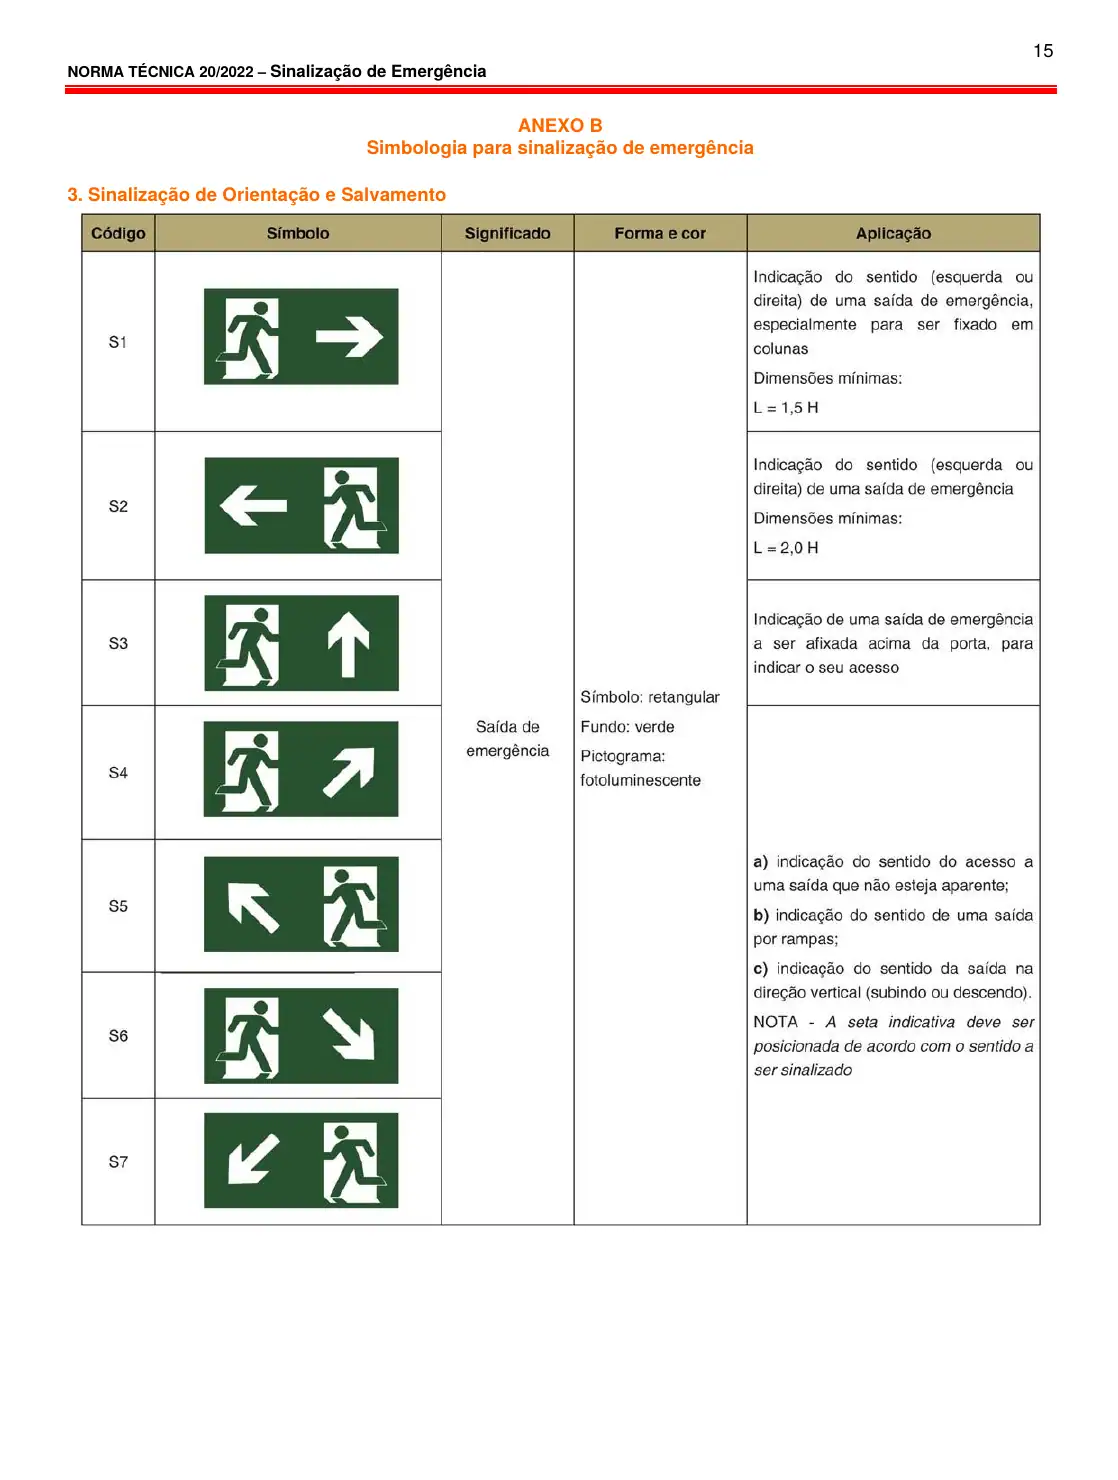 15
NORMA TÉCNICA 20/2022 – Sinalização de Emergência
ANEXO B
Simbologia para sinalização de emergência
3. Sinalização de Orientação e Salvamento
Código
Símbolo
Significado
Forma e cor
Aplicação
S1
Indicação do sentido (esquerda ou
direita) de uma saída de emergência,
especialmente para ser fixado em
colunas
Dimensões mínimas:
L = 1,5 H
S2
Indicação do sentido (esquerda ou
direita) de uma saída de emergência
Dimensões mínimas:
L = 2,0 H
S3
Indicação de uma saída de emergência
a ser afixada acima da porta, para
indicar o seu acesso
Saída de
emergência
Símbolo: retangular
Fundo: verde
Pictograma:
fotoluminescente
S4
S5
S6
S7
a) indicação do sentido do acesso a
uma saída que não esteja aparente;
b) indicação do sentido de uma saída
por rampas;
c) indicação do sentido da saída na
direção vertical (subindo ou descendo).
NOTA - A seta indicativa deve ser
posicionada de acordo com o sentido a
ser sinalizado